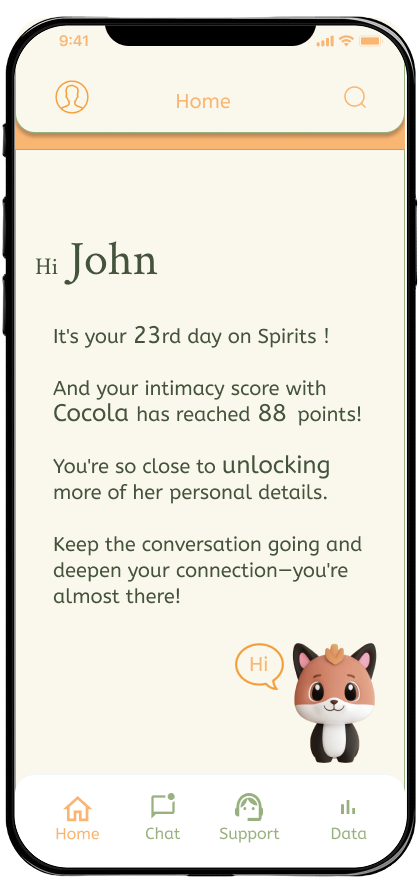 9:41
Home
Hi John
It's your 23rd day on Spirits !
And your intimacy score with
Cocola has reached 88 points!
You're so close to unlocking
more of her personal details.
Keep the conversation going and
deepen your connection—you're
almost there!
Hi
Home Chat Support Data